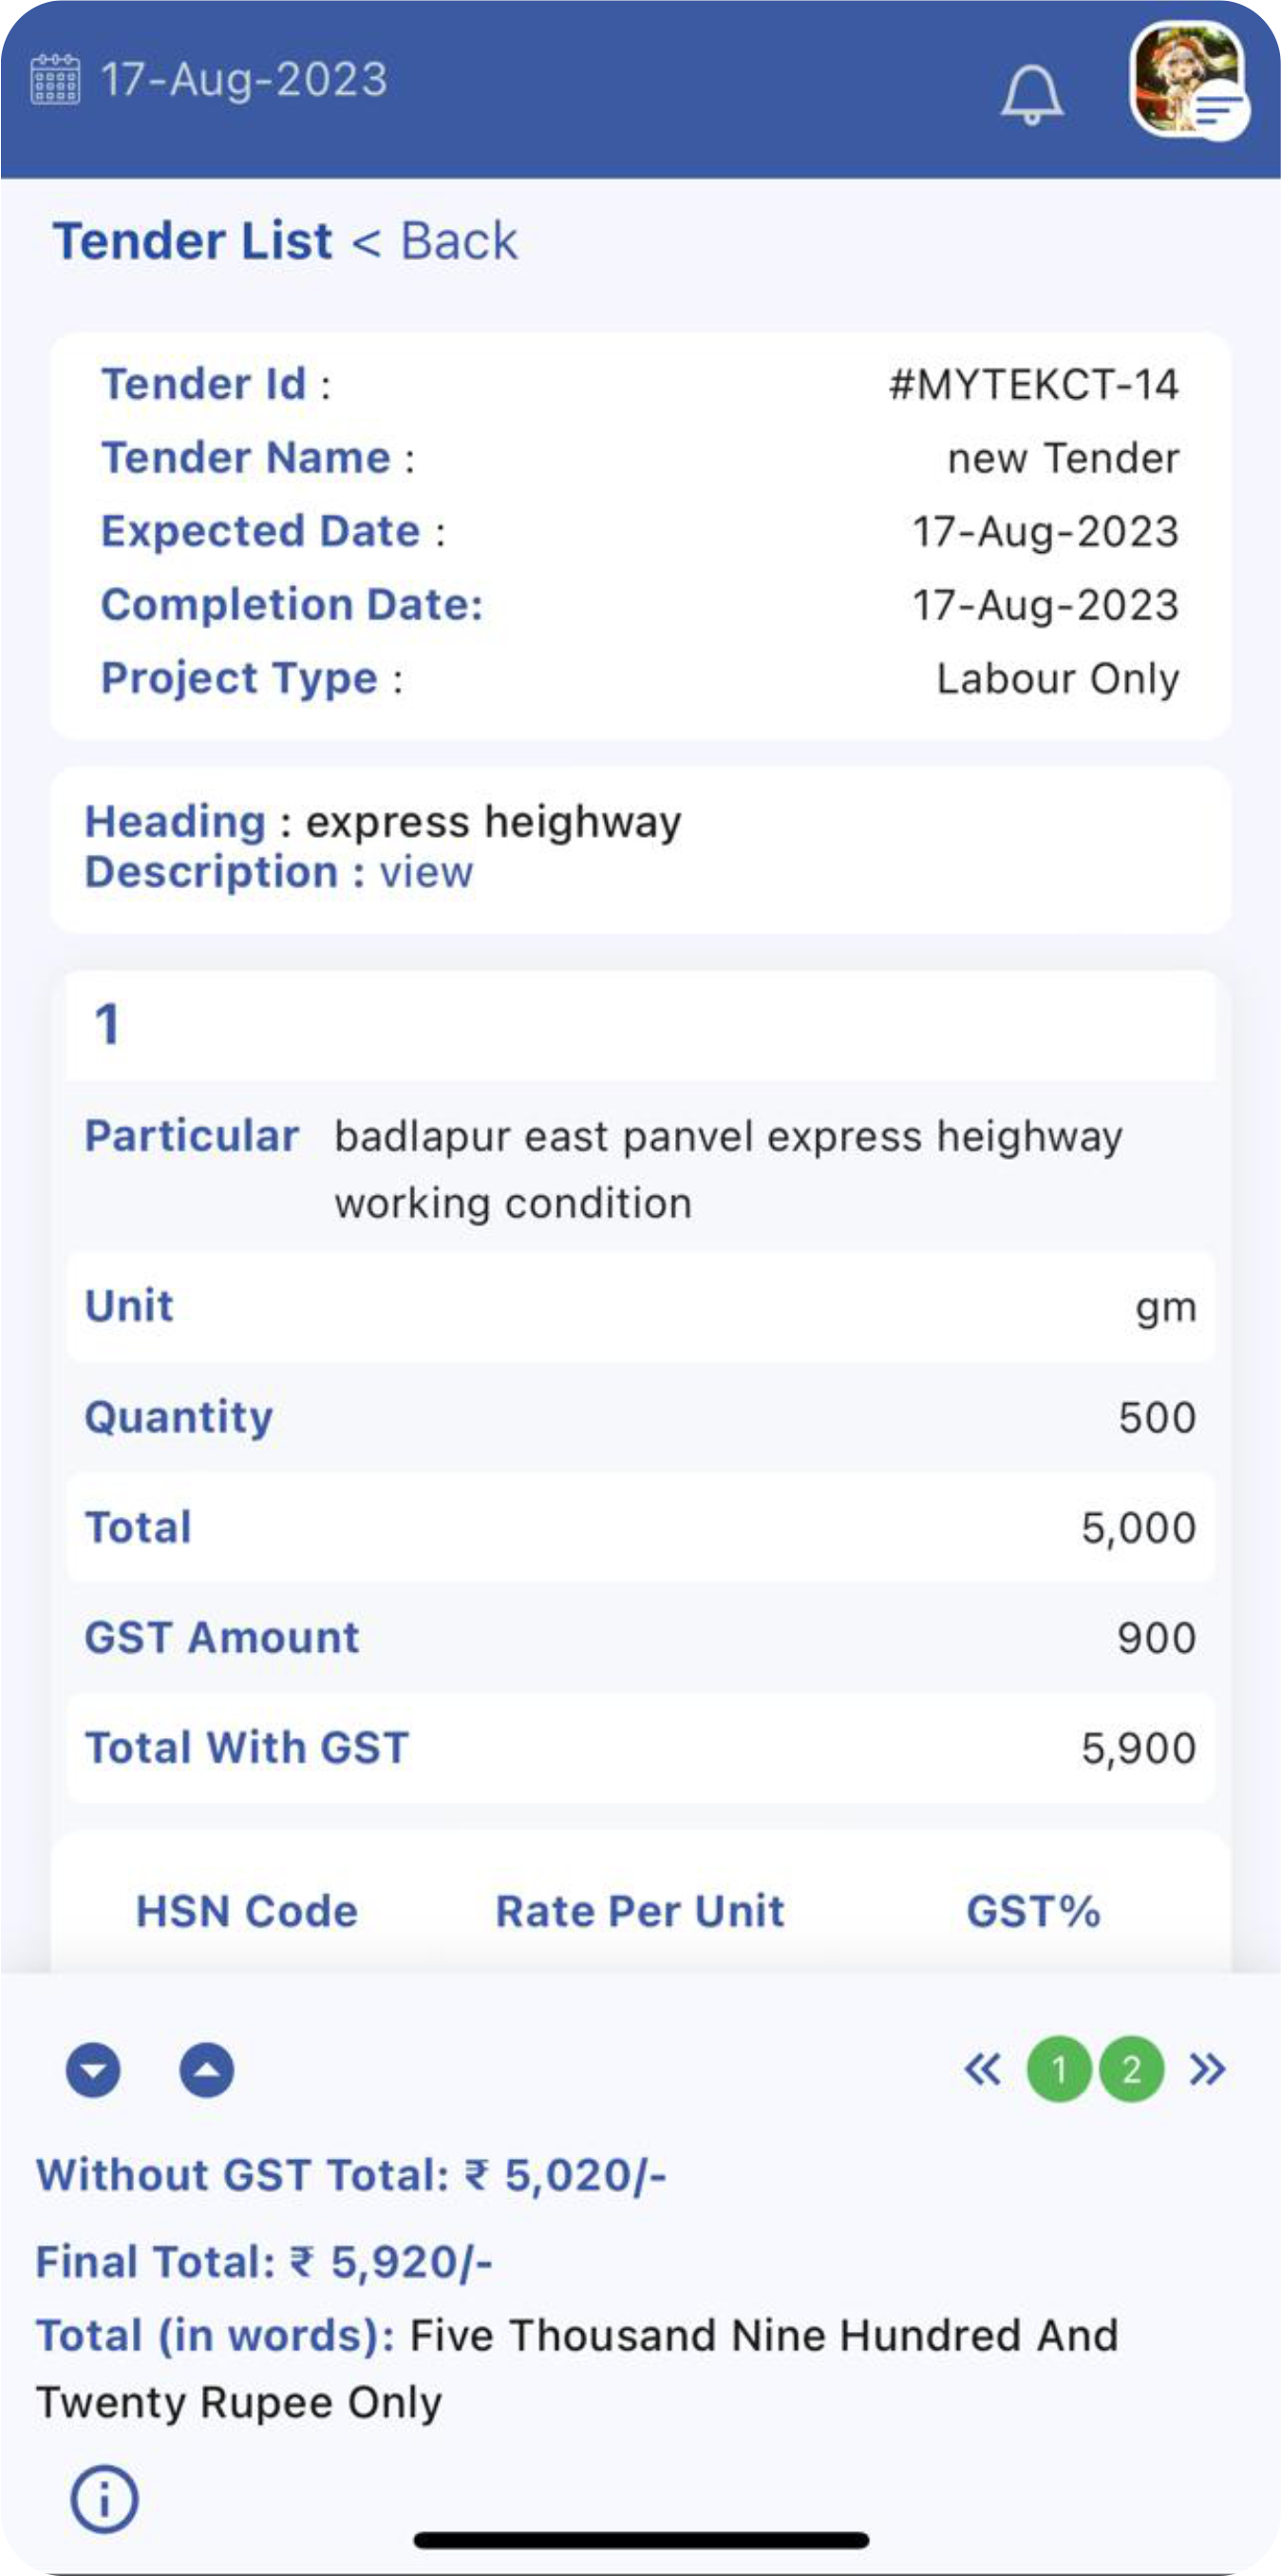 17-Aug-2023
Tender List < Back
Tender Id : #MYTEKCT-14
Tender Name : new Tender
Expected Date : 17-Aug-2023
Completion Date: 17-Aug-2023
Project Type : Labour Only
Heading : express heighway
Description : view
1
Particular badlapur east panvel express heighway
working condition
Unit gm
Quantity 500
Total 5,000
GST Amount 900
Total With GST 5,900
HSN Code Rate Per Unit GST%
« 1 2 »
Without GST Total: ₹ 5,020/-
Final Total: ₹ 5,920/-
Total (in words): Five Thousand Nine Hundred And
Twenty Rupee Only